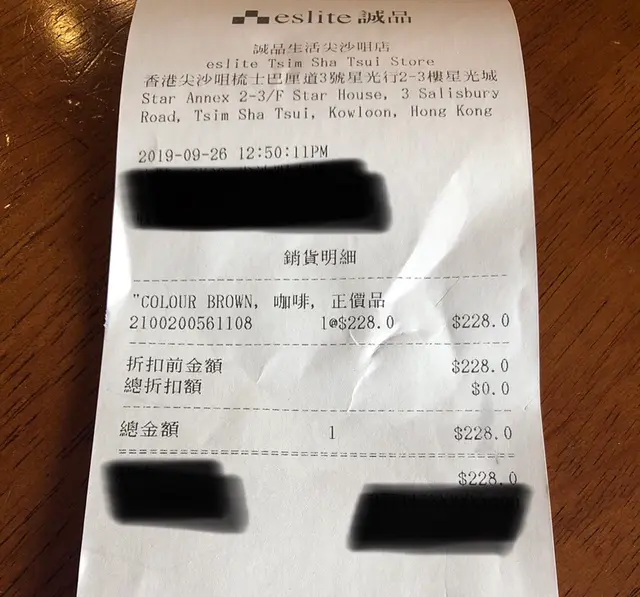 eslite 誠品
誠品生活尖沙咀店
eslite Tsim Sha Tsui Store
香港尖沙咀梳士巴厘道3號星光行2-3樓星光城
Star Annex 2-3/F Star House, 3 Salisbury
Road, Tsim Sha Tsui, Kowloon, Hong Kong
2019-09-26 12:50:11PM
銷貨明細
"COLOUR BROWN, 咖啡, 正價品
2100200561108 1@$228.0 $228.0
折扣前金額 $228.0
總折扣額 $0.0
總金額 1 $228.0
$228.0